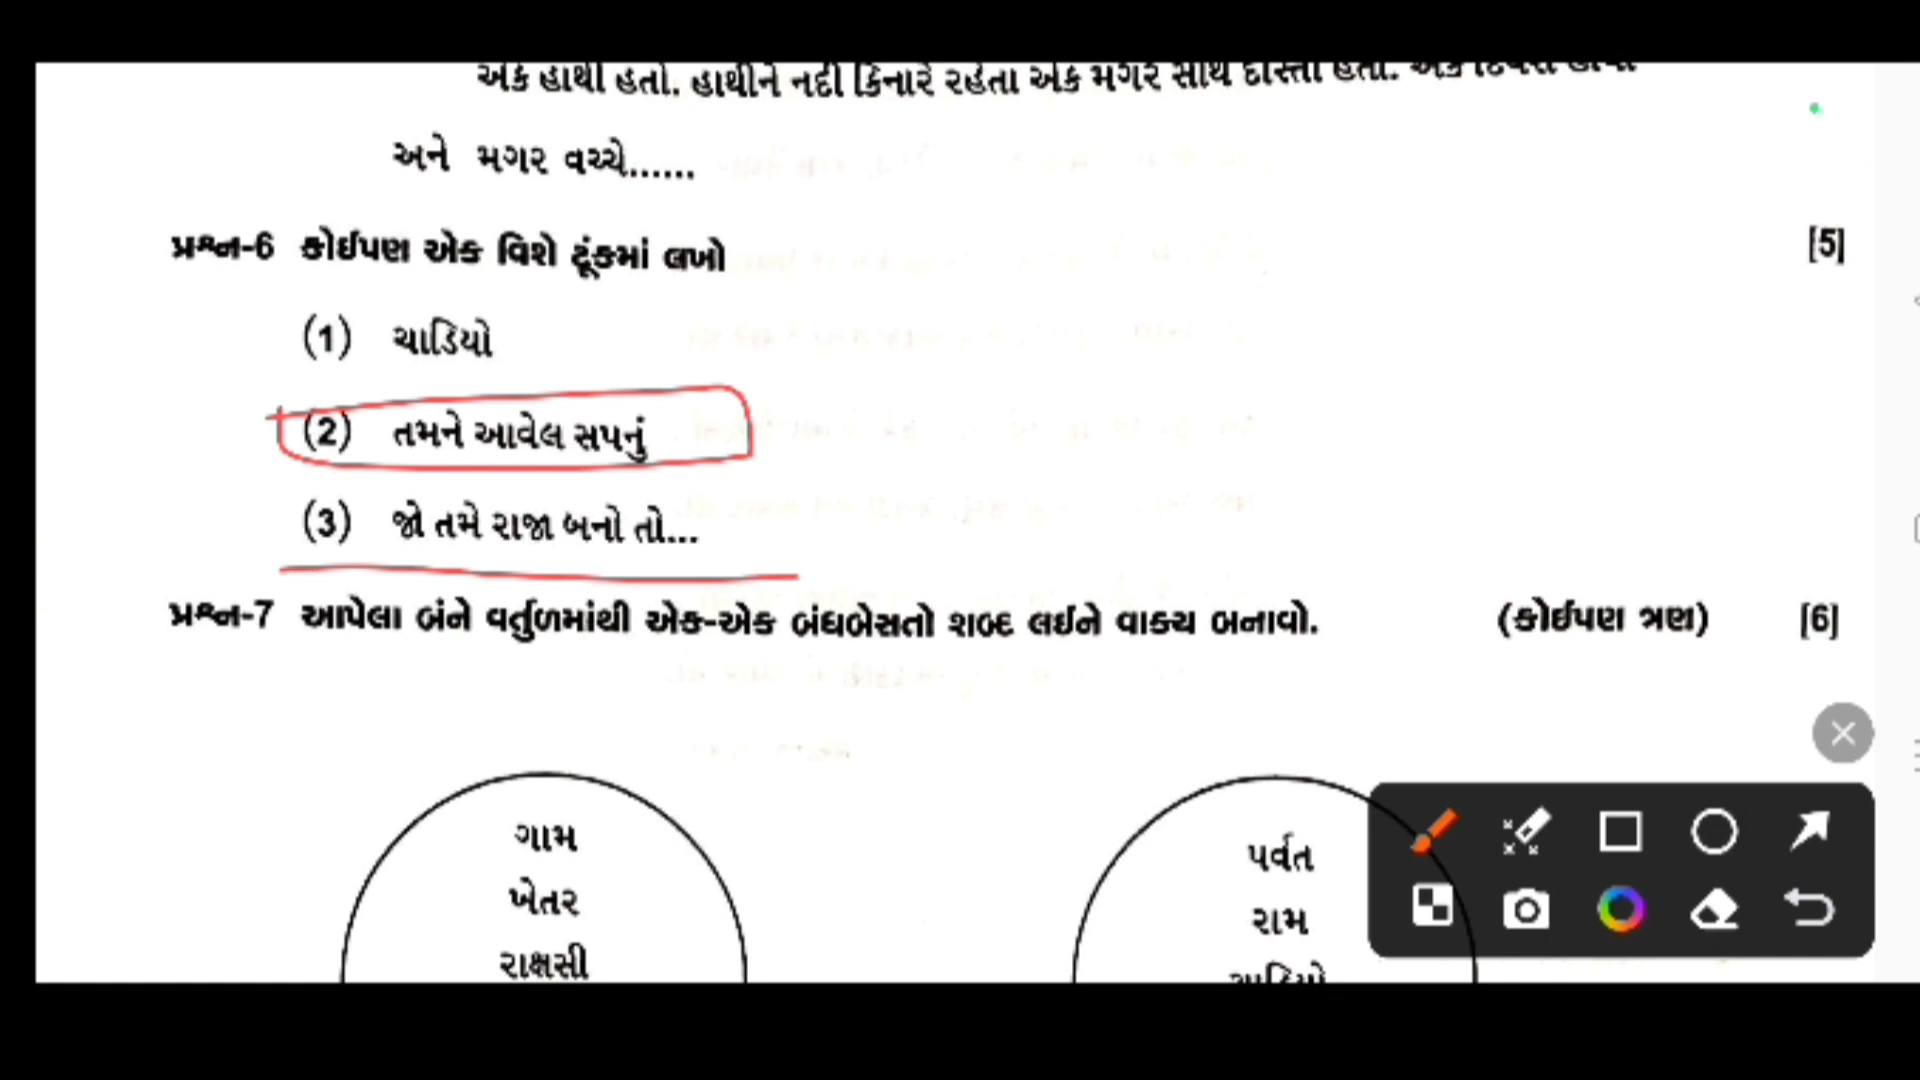 એક હાથી હતો. હાથીને નદી કિનારે રહેતા એક મગર સાથે દોસ્તી હતી. એક દિવસ હાથી
અને મગર વચ્ચે......
પ્રશ્ન-6 કોઈપણ એક વિશે ટૂંકમાં લખો [5]
(1) ચાડિયો
(2) તમને આવેલ સપનું
(3) જો તમે રાજા બનો તો...
પ્રશ્ન-7 આપેલા બંને વર્તુળમાંથી એક-એક બંધબેસતો શબ્દ લઈને વાક્ય બનાવો. (કોઈપણ ત્રણ) [6]
ગામ
ખેતર
રાક્ષસી
પર્વત
રામ
ચાડિયો